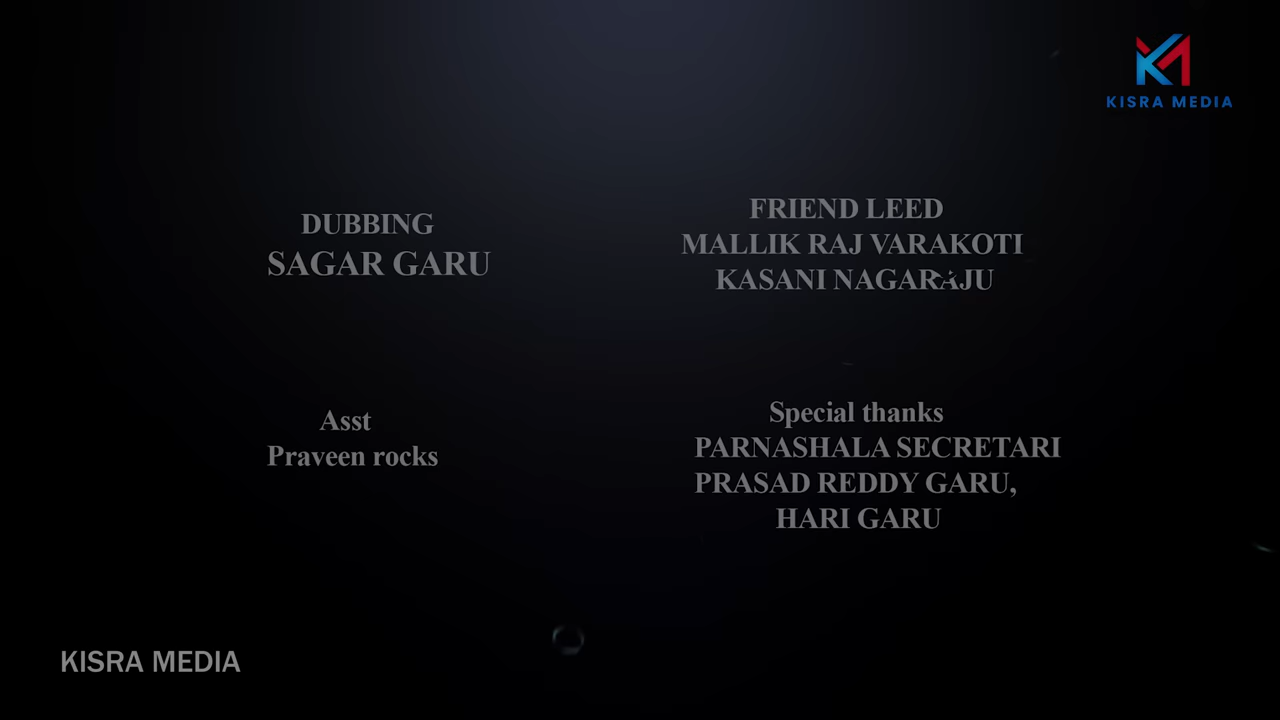 KISRA MEDIA
DUBBING
SAGAR GARU
FRIEND LEED
MALLIK RAJ VARAKOTI
KASANI NAGARAJU
Asst
Praveen rocks
Special thanks
PARNASHALA SECRETARI
PRASAD REDDY GARU,
HARI GARU
KISRA MEDIA